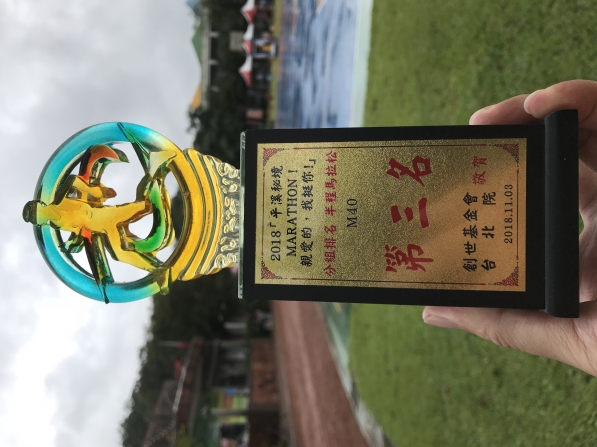 2018「平溪秘境
MARATHON！
親愛的，我挺你！」
分組排名 半程馬拉松
M40
第三名
敬賀
創世基金會
台北院
2018.11.03